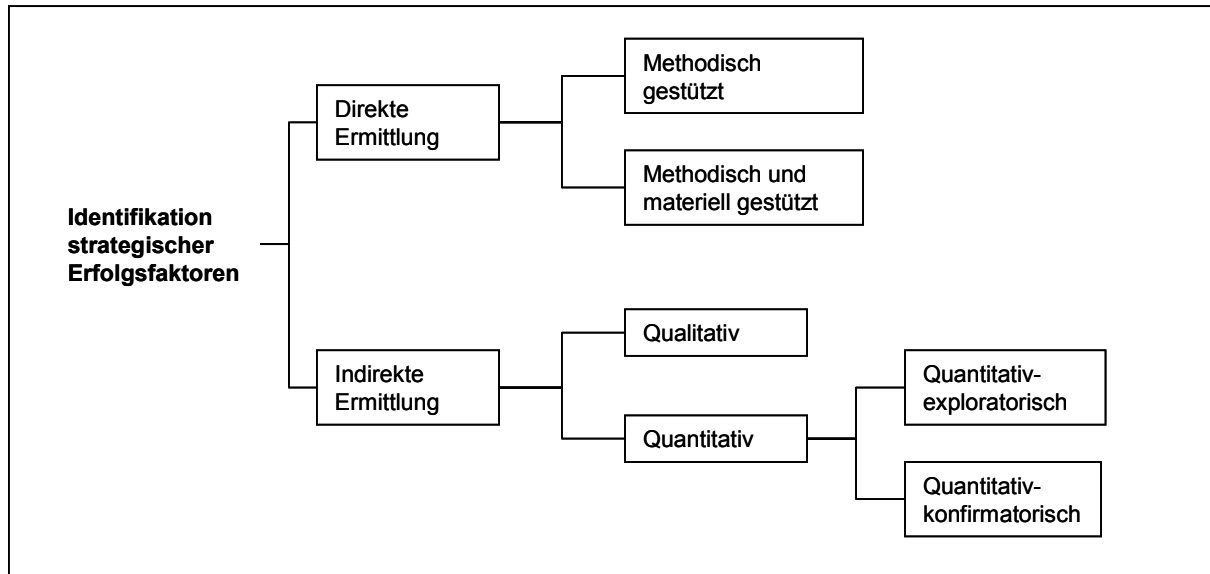 Identifikation
strategischer
Erfolgsfaktoren
Direkte
Ermittlung
Methodisch
gestützt
Methodisch und
materiell gestützt
Indirekte
Ermittlung
Qualitativ
Quantitativ
Quantitativ-
exploratorisch
Quantitativ-
konfirmatorisch